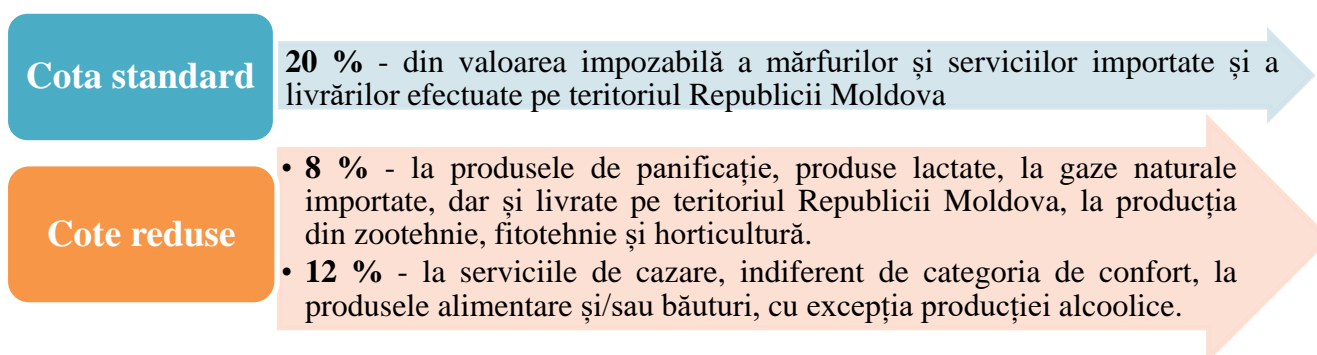 Cota standard
20 % - din valoarea impozabilă a mărfurilor și serviciilor importate și a
livrărilor efectuate pe teritoriul Republicii Moldova
Cote reduse
• 8 % - la produsele de panificație, produse lactate, la gaze naturale
importate, dar și livrate pe teritoriul Republicii Moldova, la producția
din zootehnie, fitotehnie și horticultură.
• 12 % - la serviciile de cazare, indiferent de categoria de confort, la
produsele alimentare și/sau băuturi, cu excepția producției alcoolice.